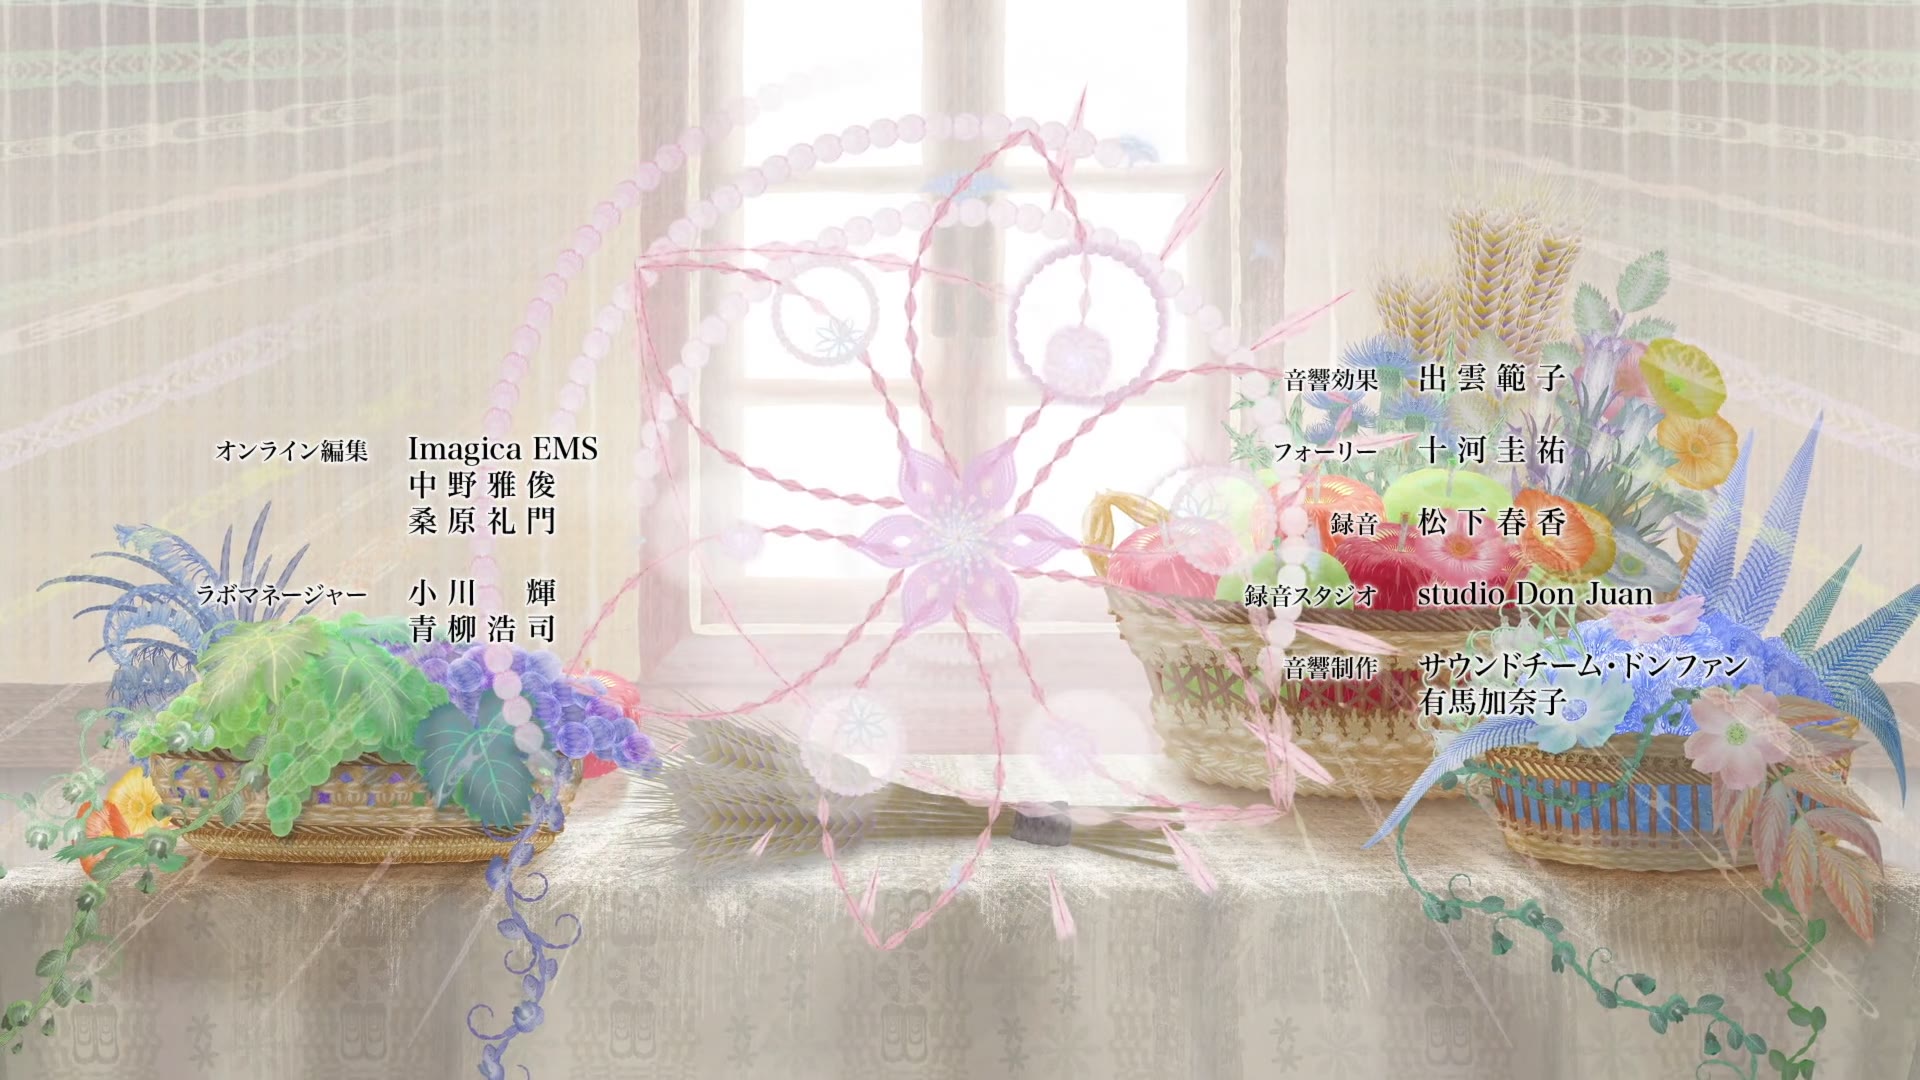 オンライン編集 Imagica EMS
中野雅俊
桑原礼門
ラボマネージャー 小川 輝
青柳浩司
音響効果 出雲範子
フォーリー 十河圭祐
録音 松下春香
録音スタジオ studio Don Juan
音響制作 サウンドチーム・ドンファン
有馬加奈子